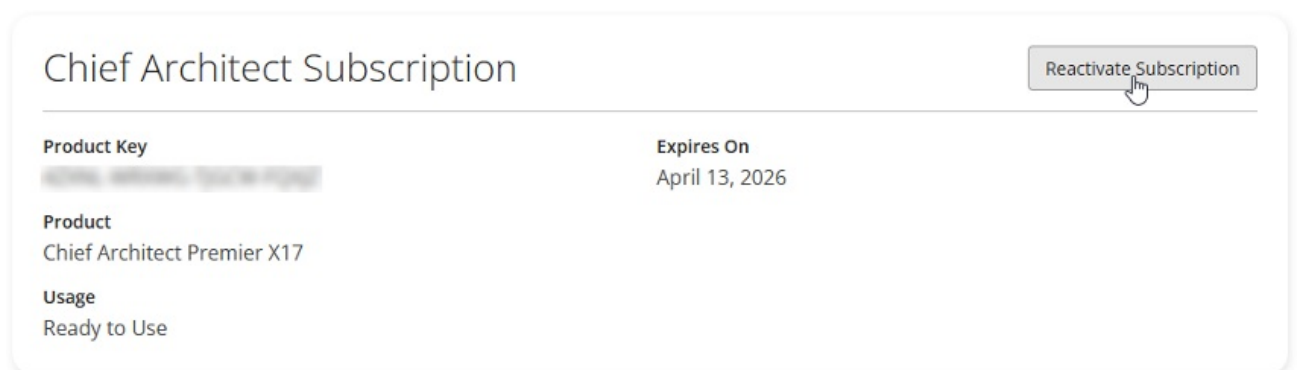 Chief Architect Subscription
Reactivate Subscription
Product Key
Expires On
April 13, 2026
Product
Chief Architect Premier X17
Usage
Ready to Use